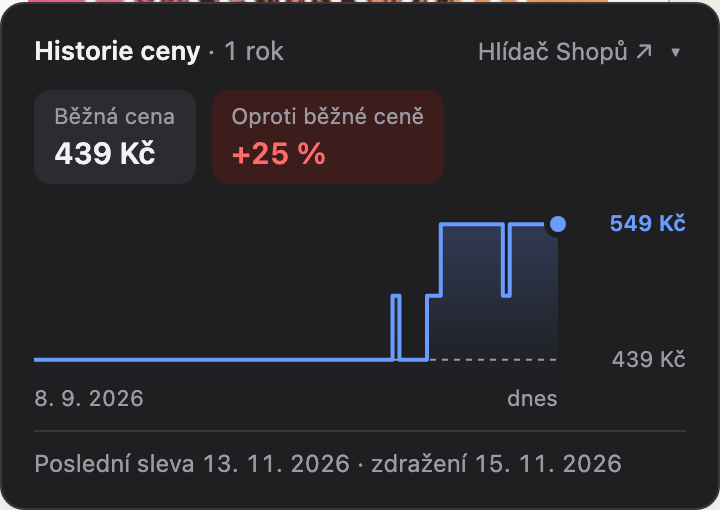 Historie ceny · 1 rok
Hlídač Shopů ↗ ▼
Běžná cena
439 Kč
Oproti běžné ceně
+25 %
549 Kč
439 Kč
8. 9. 2026
dnes
Poslední sleva 13. 11. 2026 · zdražení 15. 11. 2026